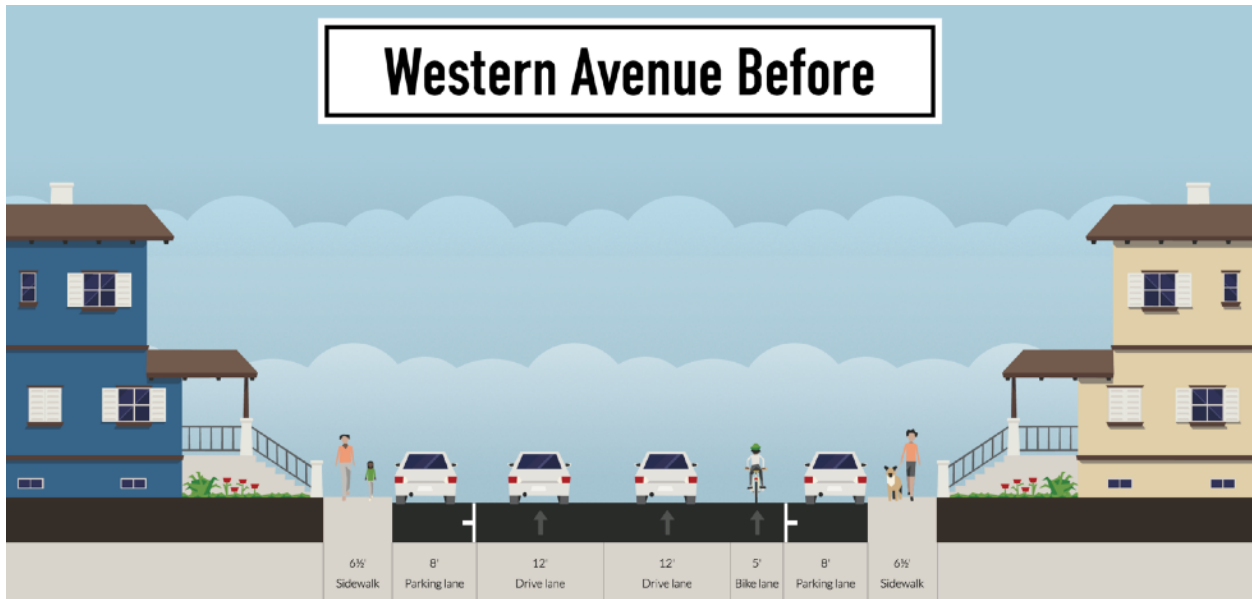 Western Avenue Before
6½' 8' 12' 12' 5' 8' 6½'
Sidewalk Parking lane Drive lane Drive lane Bike lane Parking lane Sidewalk